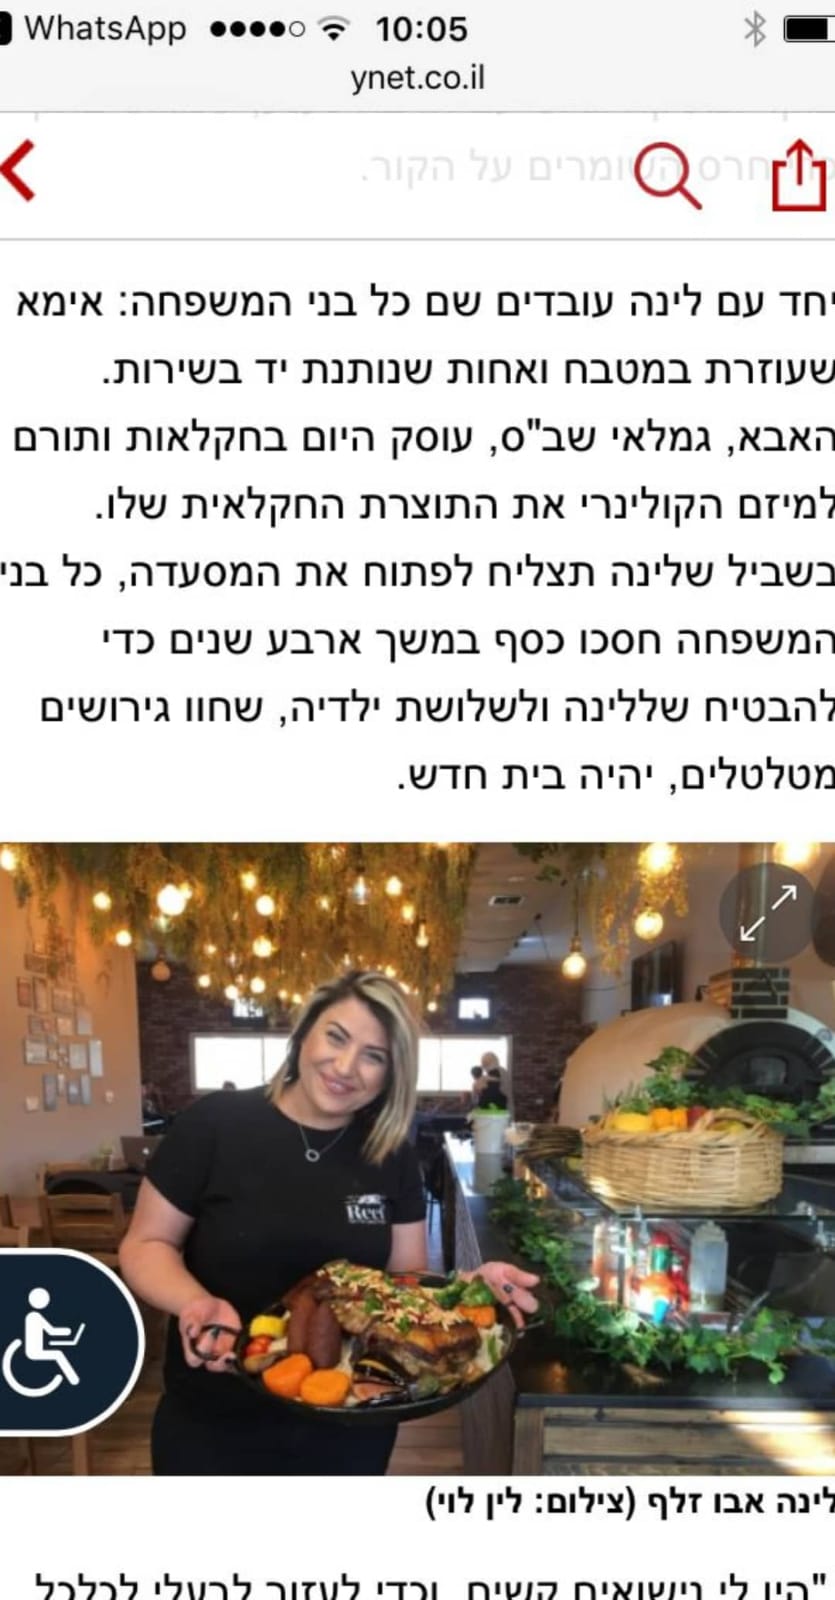 WhatsApp 10:05
ynet.co.il
חרס השומרים על הקור.
יחד עם לינה עובדים שם כל בני המשפחה: אימא
שעוזרת במטבח ואחות שנותנת יד בשירות.
האבא, גמלאי שב"ס, עוסק היום בחקלאות ותורם
למיזם הקולינרי את התוצרת החקלאית שלו.
בשביל שלינה תצליח לפתוח את המסעדה, כל בני
המשפחה חסכו כסף במשך ארבע שנים כדי
להבטיח שללינה ולשלושת ילדיה, שחוו גירושים
מטלטלים, יהיה בית חדש.
Reef
לינה אבו זלף (צילום: לין לוי)
"היו לי נישואים קשים, וכדי לעזור לבעלי לכלכל